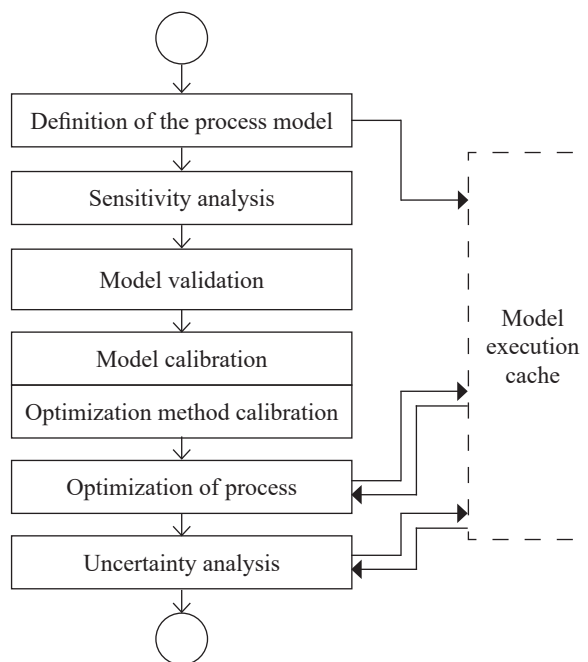 Definition of the process model
Sensitivity analysis
Model validation
Model calibration
Optimization method calibration
Optimization of process
Uncertainty analysis
Model
execution
cache